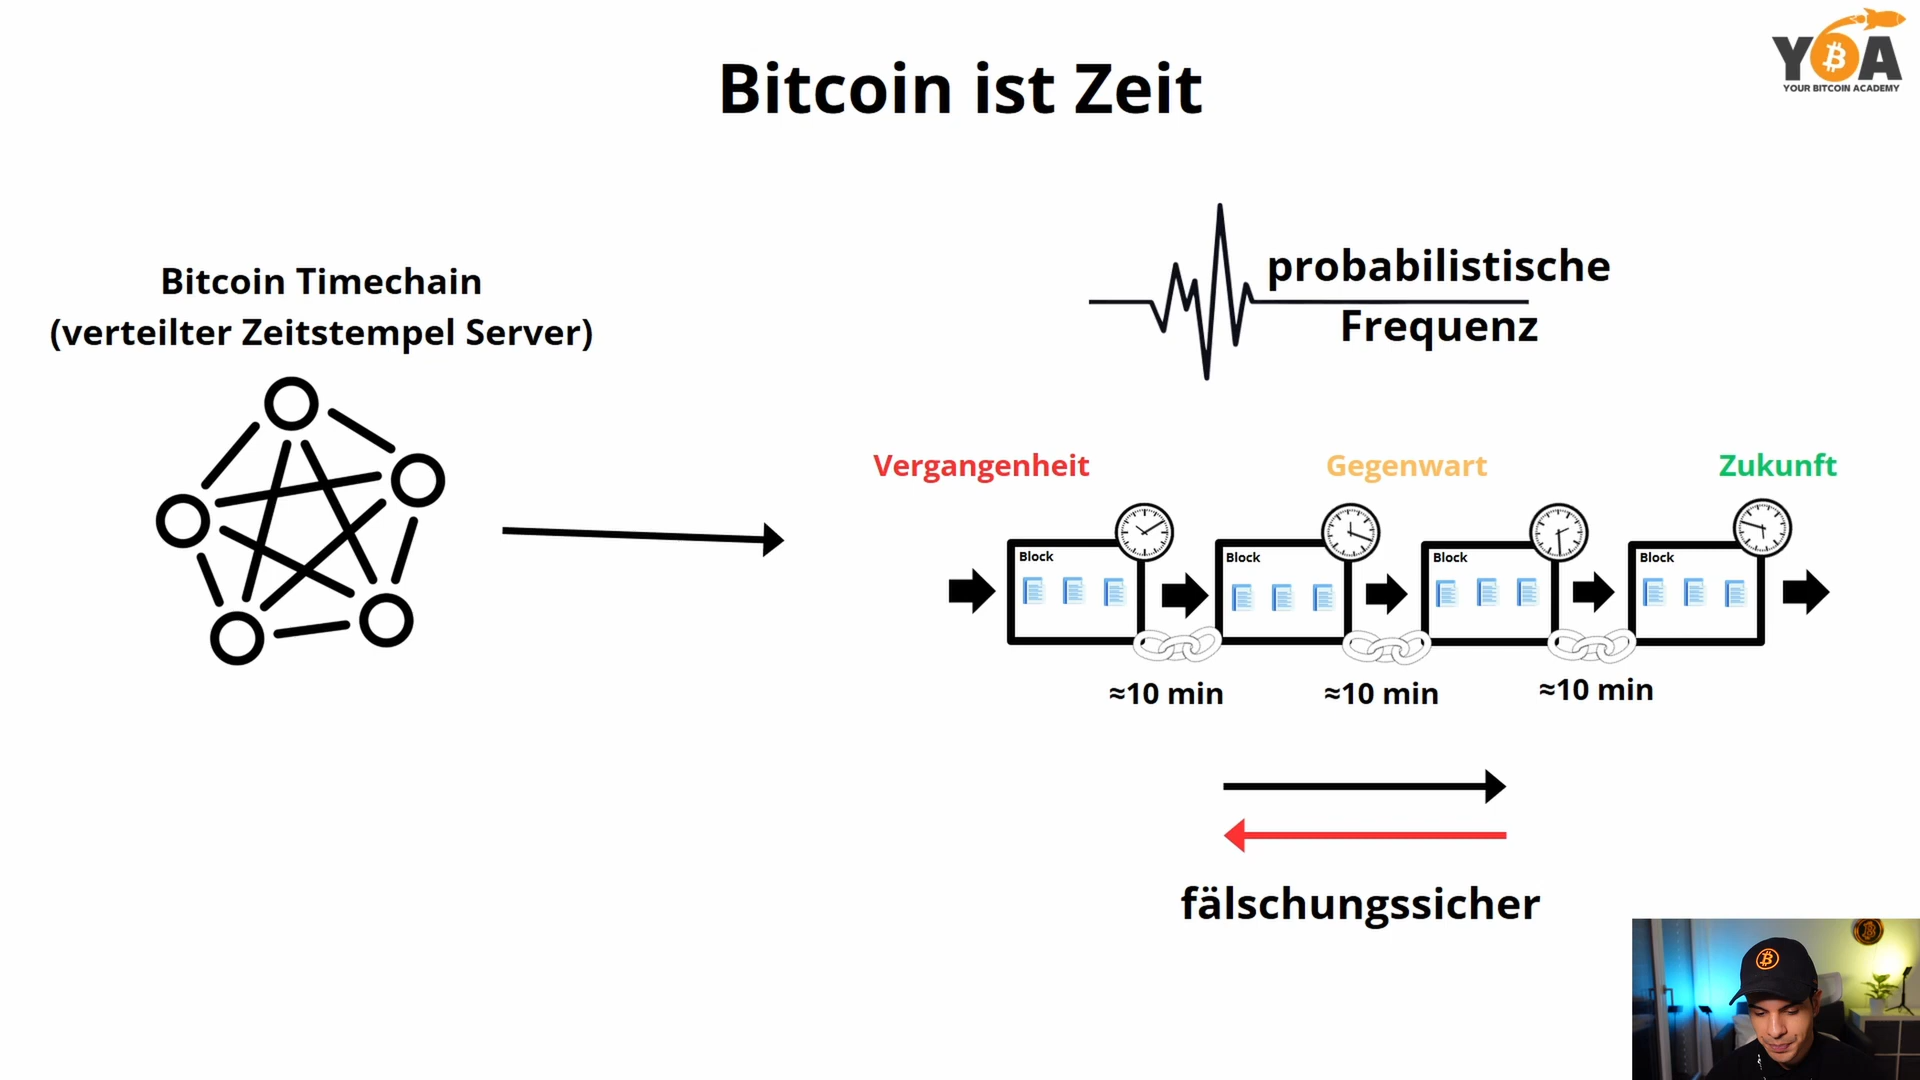 Bitcoin ist Zeit
YBA
YOUR BITCOIN ACADEMY
Bitcoin Timechain
(verteilter Zeitstempel Server)
probabilistische
Frequenz
Vergangenheit
Gegenwart
Zukunft
Block
Block
Block
Block
≈10 min
≈10 min
≈10 min
fälschungssicher